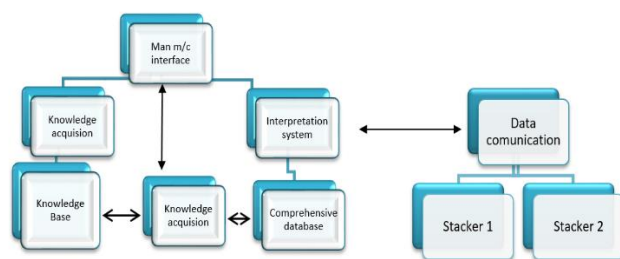 Man m/c
interface
Knowledge
acquision
Interpretation
system
Data
comunication
Knowledge
Base
Knowledge
acquision
Comprehensive
database
Stacker 1
Stacker 2